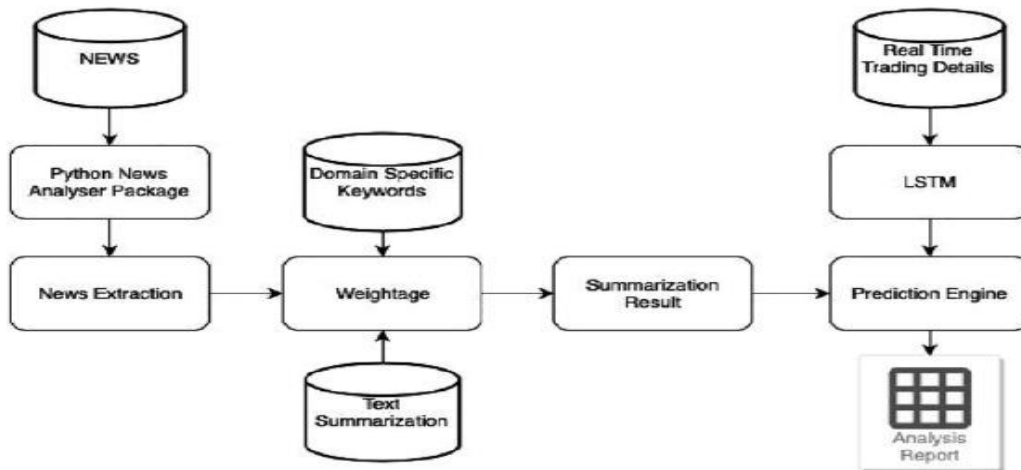 NEWS
Real Time
Trading Details
Python News
Analyser Package
Domain Specific
Keywords
LSTM
News Extraction
Weightage
Summarization
Result
Prediction Engine
Text
Summarization
Analysis
Report